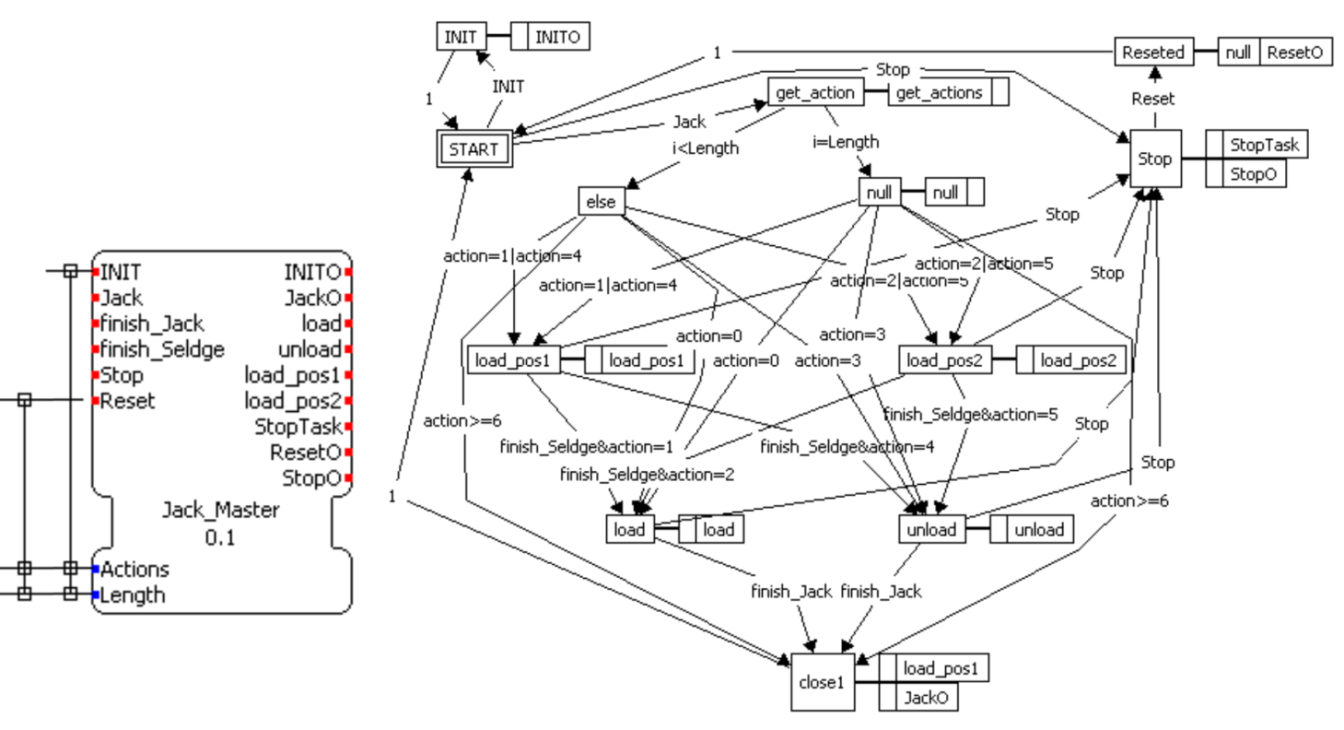 INIT
INITO
1
Reseted
null
ResetO
INIT
Stop
get_action
get_actions
Reset
1
Jack
START
i<Length
i=Length
Stop
StopTask
StopO
else
null
null
Stop
action=1|action=4
action=2|action=5
INIT
INITO
Stop
action=1|action=4
action=2|action=5
Jack
JackO
finish_Jack
load
action=0
action=3
finish_Seldge
unload
load_pos1
load_pos1
action=0
action=3
load_pos2
load_pos2
Stop
load_pos1
Reset
load_pos2
action>=6
finish_Seldge&action=5
Stop
StopTask
finish_Seldge&action=1
finish_Seldge&action=4
ResetO
finish_Seldge&action=2
Stop
StopO
1
action>=6
Jack_Master
0.1
load
load
unload
unload
Actions
Length
finish_Jack
finish_Jack
close1
load_pos1
JackO